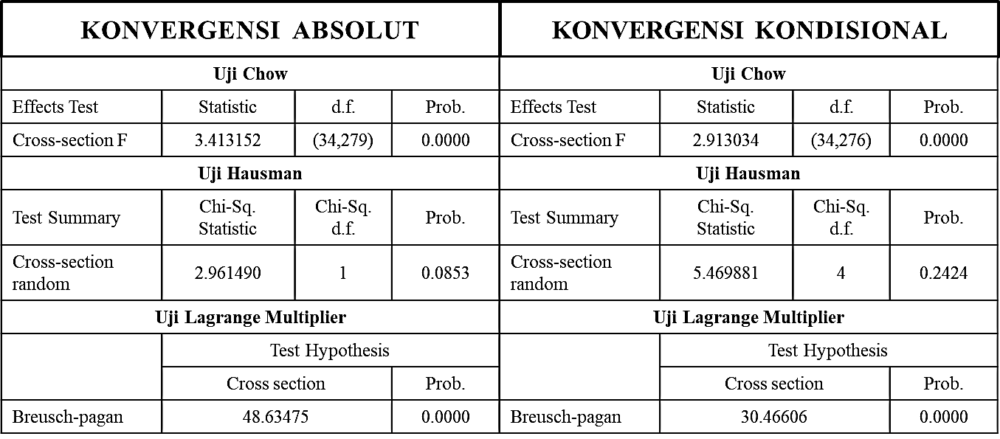 KONVERGENSI ABSOLUT KONVERGENSI KONDISIONAL
Uji Chow Uji Chow
Effects Test Statistic d.f. Prob. Effects Test Statistic d.f. Prob.
Cross-section F 3.413152 (34,279) 0.0000 Cross-section F 2.913034 (34,276) 0.0000
Uji Hausman Uji Hausman
Test Summary Chi-Sq. Statistic Chi-Sq. d.f. Prob. Test Summary Chi-Sq. Statistic Chi-Sq. d.f. Prob.
Cross-section random 2.961490 1 0.0853 Cross-section random 5.469881 4 0.2424
Uji Lagrange Multiplier Uji Lagrange Multiplier
Test Hypothesis Test Hypothesis
Cross section Prob. Cross section Prob.
Breusch-pagan 48.63475 0.0000 Breusch-pagan 30.46606 0.0000